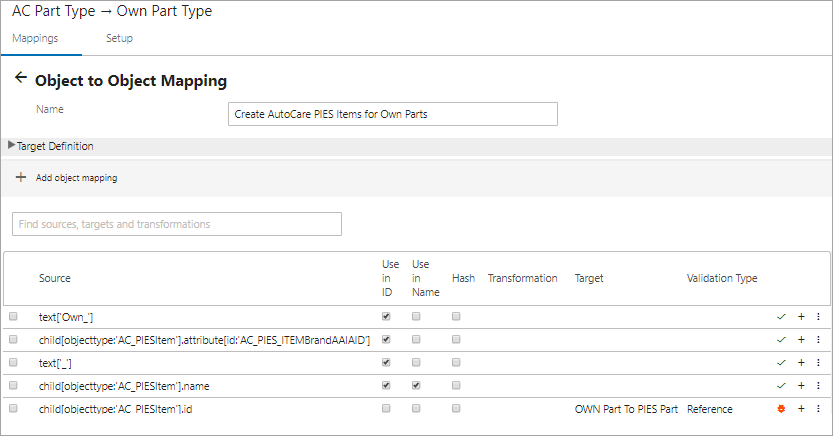 AC Part Type → Own Part Type
Mappings Setup
← Object to Object Mapping
Name Create AutoCare PIES Items for Own Parts
Target Definition
+ Add object mapping
Find sources, targets and transformations
Source Use in ID Use in Name Hash Transformation Target Validation Type
text['Own_']
child[objecttype:'AC_PIESItem'].attribute[id:'AC_PIES_ITEMBrandAAIAID']
text['_']
child[objecttype:'AC_PIESItem'].name
child[objecttype:'AC_PIESItem'].id OWN Part To PIES Part Reference